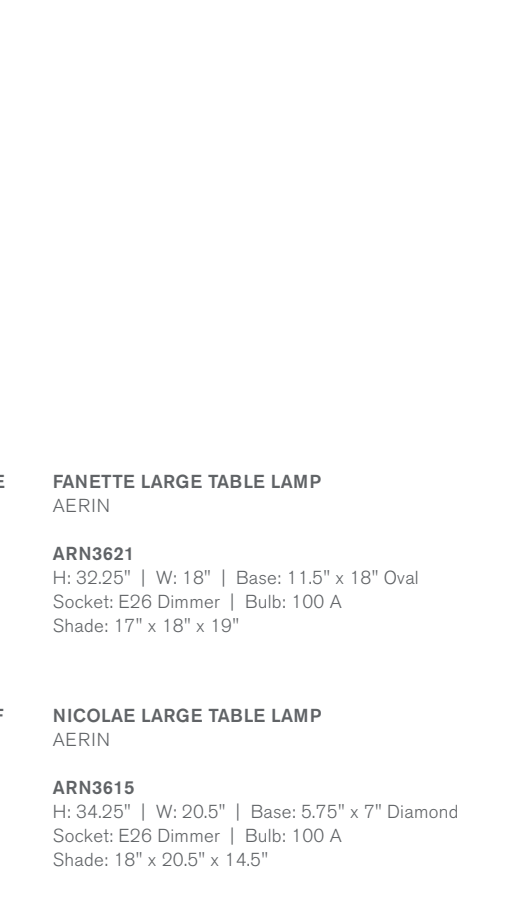 E
FANETTE LARGE TABLE LAMP
AERIN
ARN3621
H: 32.25" | W: 18" | Base: 11.5" x 18" Oval
Socket: E26 Dimmer | Bulb: 100 A
Shade: 17" x 18" x 19"
F
NICOLAE LARGE TABLE LAMP
AERIN
ARN3615
H: 34.25" | W: 20.5" | Base: 5.75" x 7" Diamond
Socket: E26 Dimmer | Bulb: 100 A
Shade: 18" x 20.5" x 14.5"